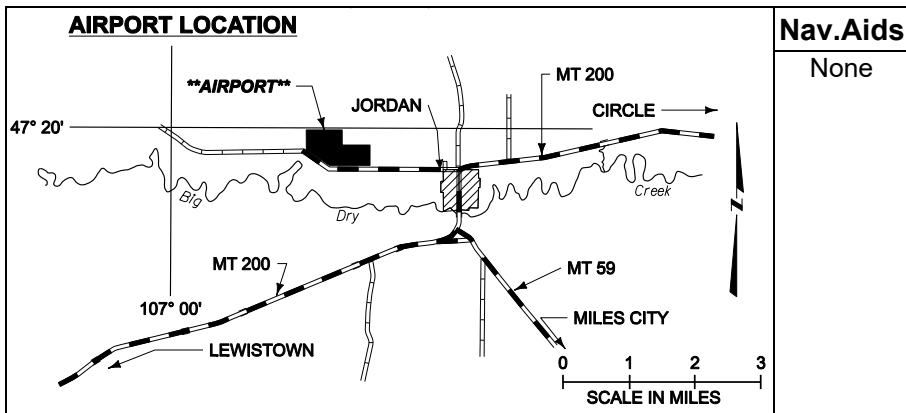 AIRPORT LOCATION
Nav.Aids
None
**AIRPORT**
MT 200
JORDAN
CIRCLE
47° 20'
Big
Dry
Creek
N
MT 200
MT 59
107° 00'
MILES CITY
LEWISTOWN
0 1 2 3
SCALE IN MILES